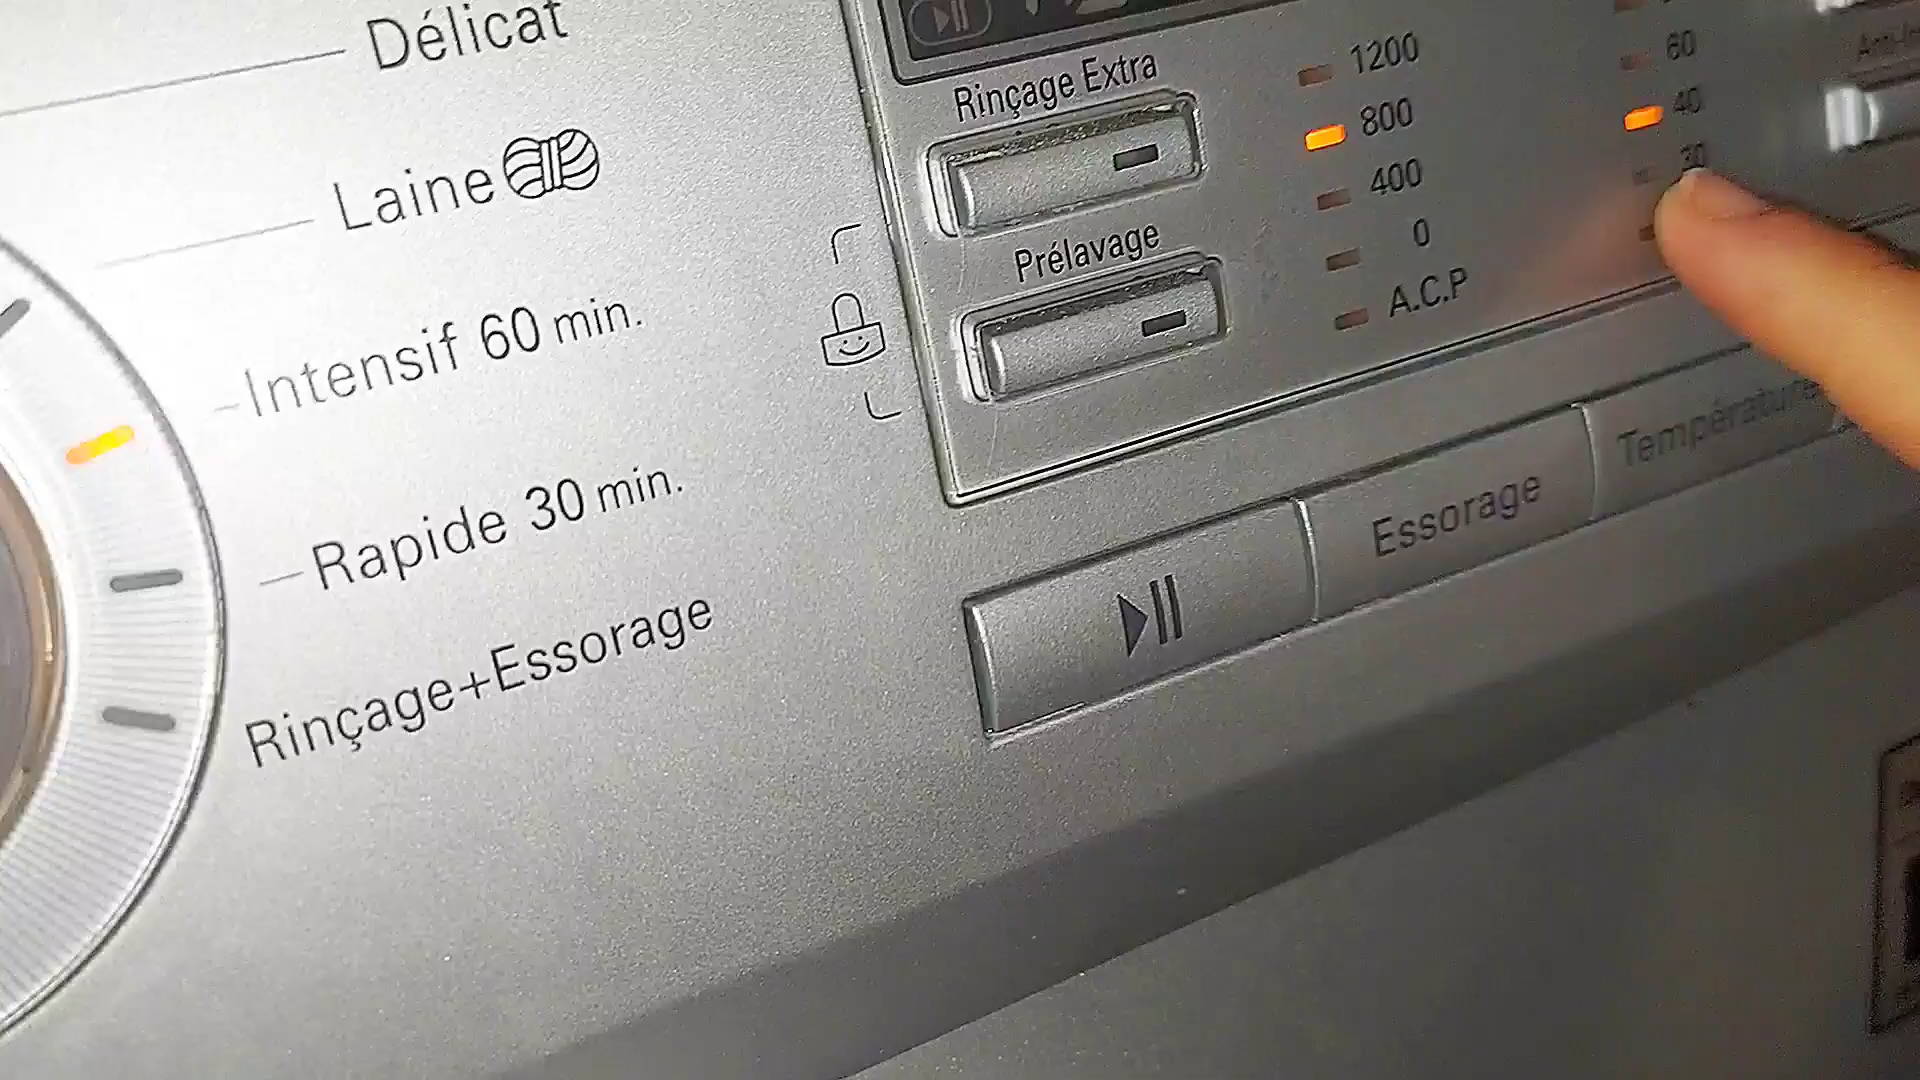 Délicat
Laine
Intensif 60 min.
Rapide 30 min.
Rinçage+Essorage
Rinçage Extra
Prélavage
1200
800
400
0
A.C.P
60
40
30
Essorage
Température